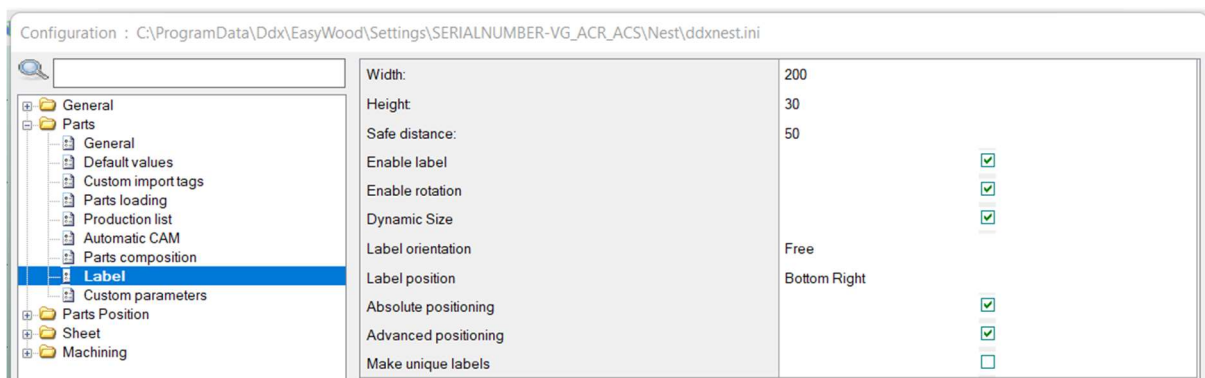 Configuration : C:\ProgramData\Ddx\EasyWood\Settings\SERIALNUMBER-VG_ACR_ACS\Nest\ddxnest.ini
General
Parts
General
Default values
Custom import tags
Parts loading
Production list
Automatic CAM
Parts composition
Label
Custom parameters
Parts Position
Sheet
Machining
Width: 200
Height: 30
Safe distance: 50
Enable label
Enable rotation
Dynamic Size
Label orientation Free
Label position Bottom Right
Absolute positioning
Advanced positioning
Make unique labels